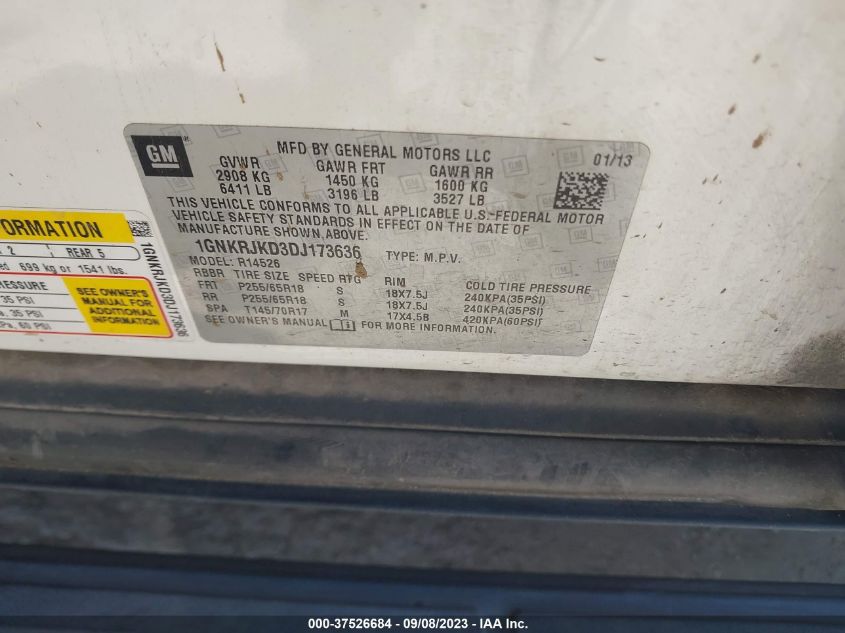 GM
MFD BY GENERAL MOTORS LLC
01/13
GVWR GAWR FRT GAWR RR
2908 KG 1450 KG 1600 KG
6411 LB 3196 LB 3527 LB
THIS VEHICLE CONFORMS TO ALL APPLICABLE U.S. FEDERAL MOTOR
VEHICLE SAFETY STANDARDS IN EFFECT ON THE DATE OF
MANUFACTURE SHOWN ABOVE.
1GNKRJKD3DJ173636 TYPE: M.P.V.
MODEL: R14526
RBBR TIRE SIZE SPEED RTG RIM COLD TIRE PRESSURE
FRT P255/65R18 S 18X7.5J 240KPA(35PSI)
RR P255/65R18 S 18X7.5J 240KPA(35PSI)
SPA T145/70R17 M 17X4.5B 420KPA(60PSI)
SEE OWNER'S MANUAL FOR MORE INFORMATION.
FORMATION
2 REAR 5
699 kg or 1541 lbs.
PRESSURE
35 PSI
35 PSI
60 PSI
SEE OWNER'S
MANUAL FOR
ADDITIONAL
INFORMATION
1GNKRJKD3DJ173636
000-37526684 - 09/08/2023 - IAA Inc.